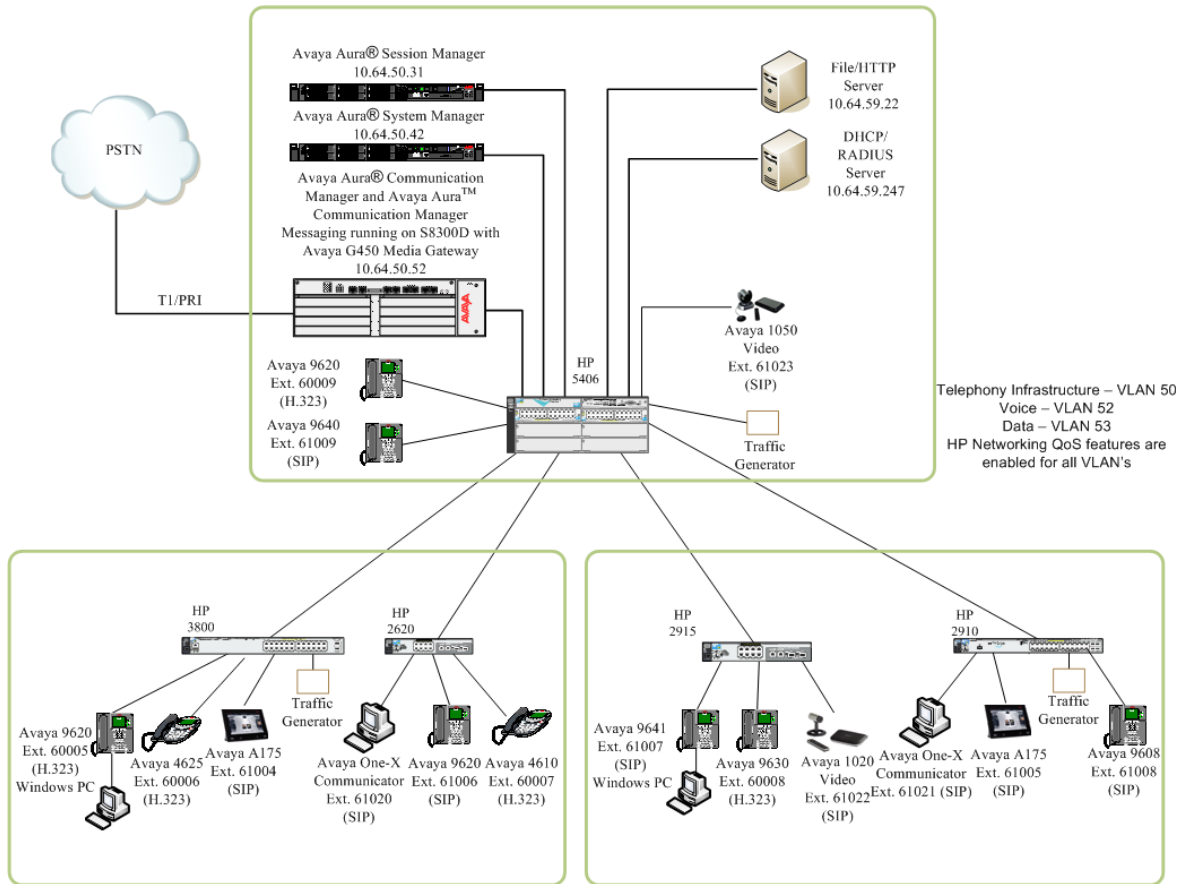 Avaya Aura® Session Manager
10.64.50.31
Avaya Aura® System Manager
10.64.50.42
Avaya Aura® Communication
Manager and Avaya Aura™
Communication Manager
Messaging running on S8300D with
Avaya G450 Media Gateway
10.64.50.52
PSTN
T1/PRI
AVAYA
File/HTTP
Server
10.64.59.22
DHCP/
RADIUS
Server
10.64.59.247
Avaya 1050
Video
Ext. 61023
(SIP)
Avaya 9620
Ext. 60009
(H.323)
Avaya 9640
Ext. 61009
(SIP)
HP
5406
Traffic
Generator
Telephony Infrastructure – VLAN 50
Voice – VLAN 52
Data – VLAN 53
HP Networking QoS features are
enabled for all VLAN's
HP
3800
Traffic
Generator
Avaya 9620
Ext. 60005
(H.323)
Windows PC
Avaya 4625
Ext. 60006
(H.323)
Avaya A175
Ext. 61004
(SIP)
HP
2620
Avaya One-X
Communicator
Ext. 61020
(SIP)
Avaya 9620
Ext. 61006
(SIP)
Avaya 4610
Ext. 60007
(H.323)
HP
2915
Avaya 9641
Ext. 61007
(SIP)
Windows PC
Avaya 9630
Ext. 60008
(H.323)
Avaya 1020
Video
Ext. 61022
(SIP)
HP
2910
Avaya One-X
Communicator
Ext. 61021 (SIP)
Avaya A175
Ext. 61005
(SIP)
Traffic
Generator
Avaya 9608
Ext. 61008
(SIP)